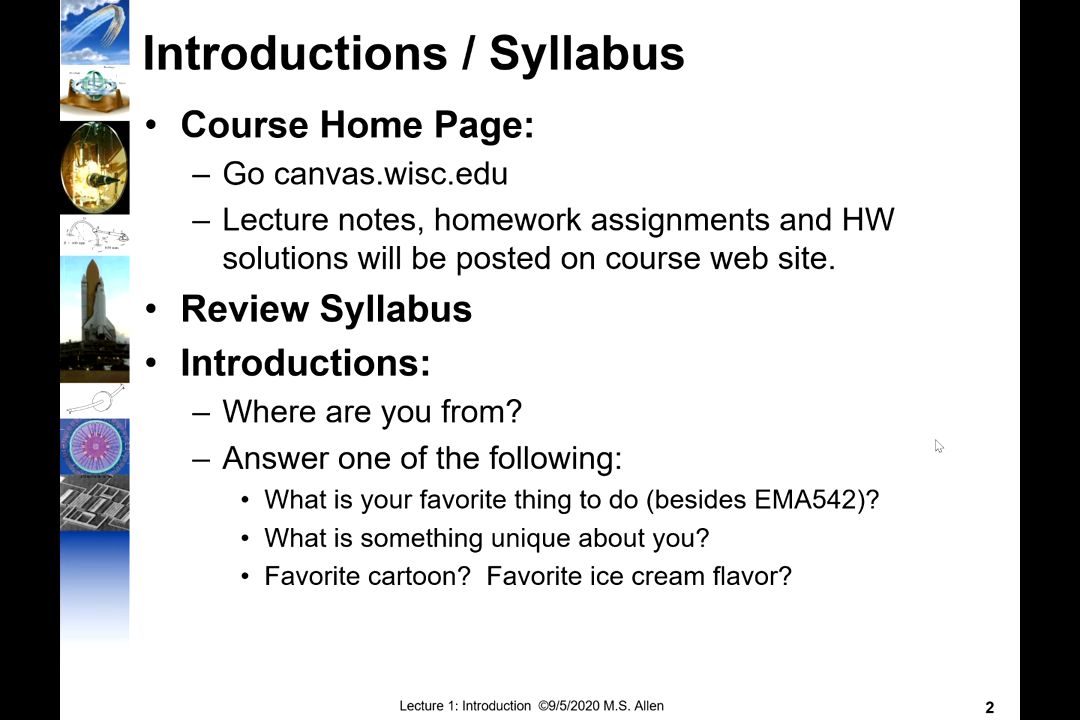 Introductions / Syllabus
• Course Home Page:
– Go canvas.wisc.edu
– Lecture notes, homework assignments and HW
solutions will be posted on course web site.
• Review Syllabus
• Introductions:
– Where are you from?
– Answer one of the following:
• What is your favorite thing to do (besides EMA542)?
• What is something unique about you?
• Favorite cartoon?  Favorite ice cream flavor?
Lecture 1: Introduction ©9/5/2020 M.S. Allen
2